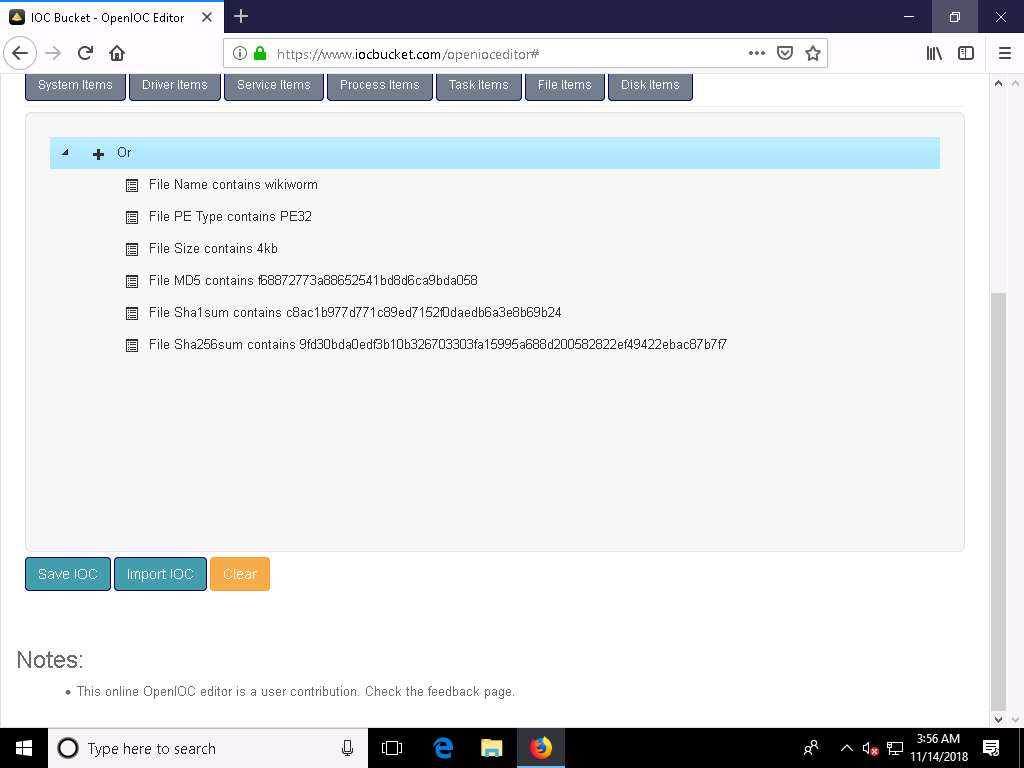 IOC Bucket - OpenIOC Editor
https://www.iocbucket.com/openioceditor#
System Items Driver Items Service Items Process Items Task Items File Items Disk Items
Or
File Name contains wikiworm
File PE Type contains PE32
File Size contains 4kb
File MD5 contains f68872773a88652541bd8d6ca9bda058
File Sha1sum contains c8ac1b977d771c89ed7152f0daedb6a3e8b69b24
File Sha256sum contains 9fd30bda0edf3b10b326703303fa15995a688d200582822ef49422ebac87b7f7
Save IOC Import IOC Clear
Notes:
• This online OpenIOC editor is a user contribution. Check the feedback page.
Type here to search
3:56 AM
11/14/2018